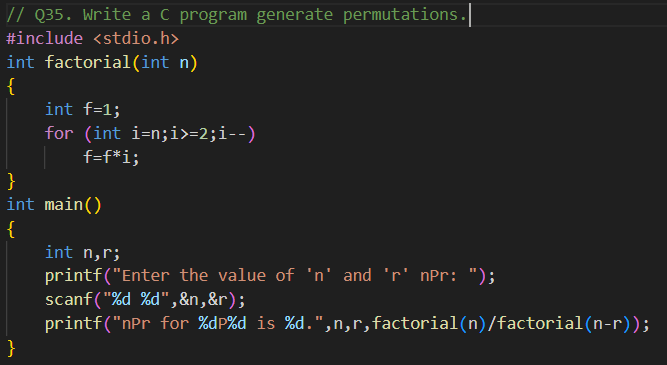 // Q35. Write a C program generate permutations.
#include <stdio.h>
int factorial(int n)
{
    int f=1;
    for (int i=n;i>=2;i--)
        f=f*i;
}
int main()
{
    int n,r;
    printf("Enter the value of 'n' and 'r' nPr: ");
    scanf("%d %d",&n,&r);
    printf("nPr for %dP%d is %d.",n,r,factorial(n)/factorial(n-r));
}